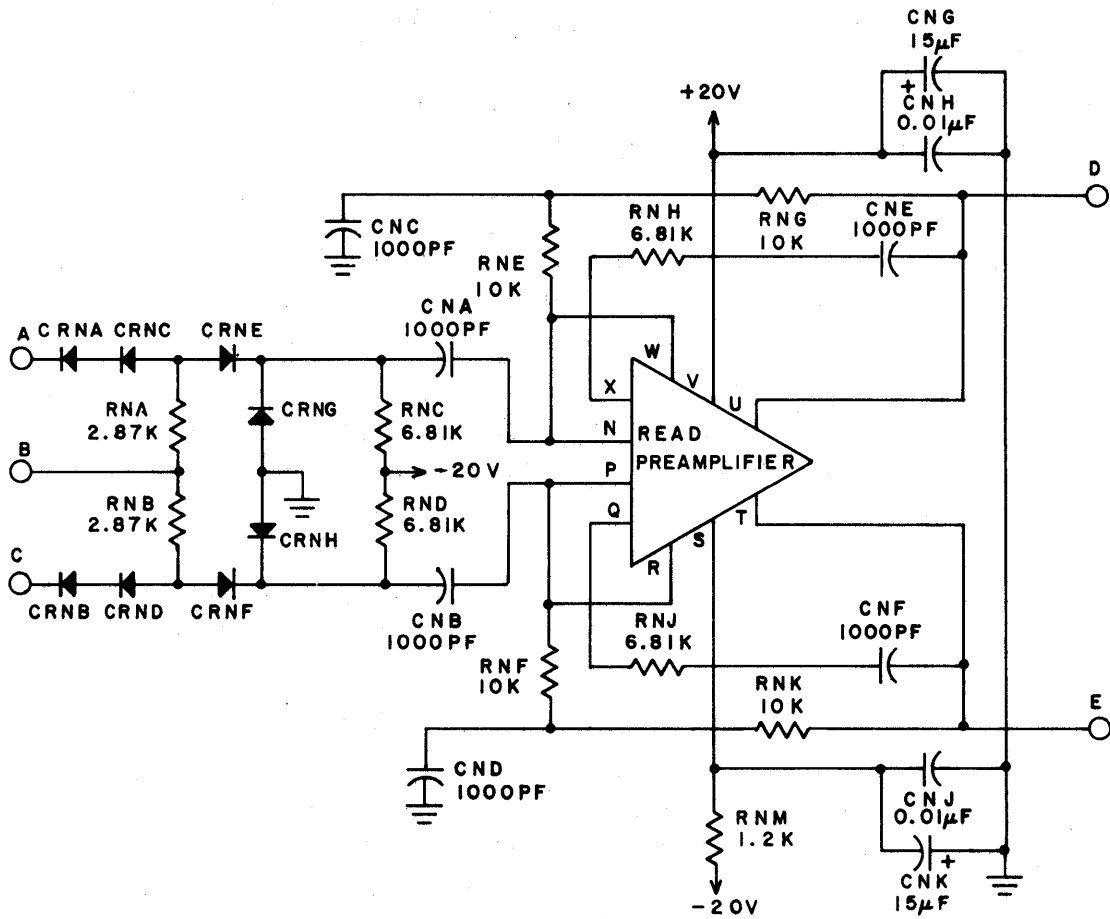 CNG
15µF
+
CNH
0.01µF
+20V
D
CNC
1000PF
RNH
6.81K
RNG
10K
CNE
1000PF
RNE
10K
CNA
1000PF
A
CRNA
CRNC
CRNE
W
V
U
X
N
READ
PREAMPLIFIER
P
Q
RNA
2.87K
CRNG
RNC
6.81K
B
-20V
RNB
2.87K
CRNH
RND
6.81K
S
T
R
C
CRNB
CRND
CRNF
CNB
1000PF
RNJ
6.81K
CNF
1000PF
RNF
10K
RNK
10K
E
CND
1000PF
RNM
1.2K
CNJ
0.01µF
+
CNK
15µF
-20V